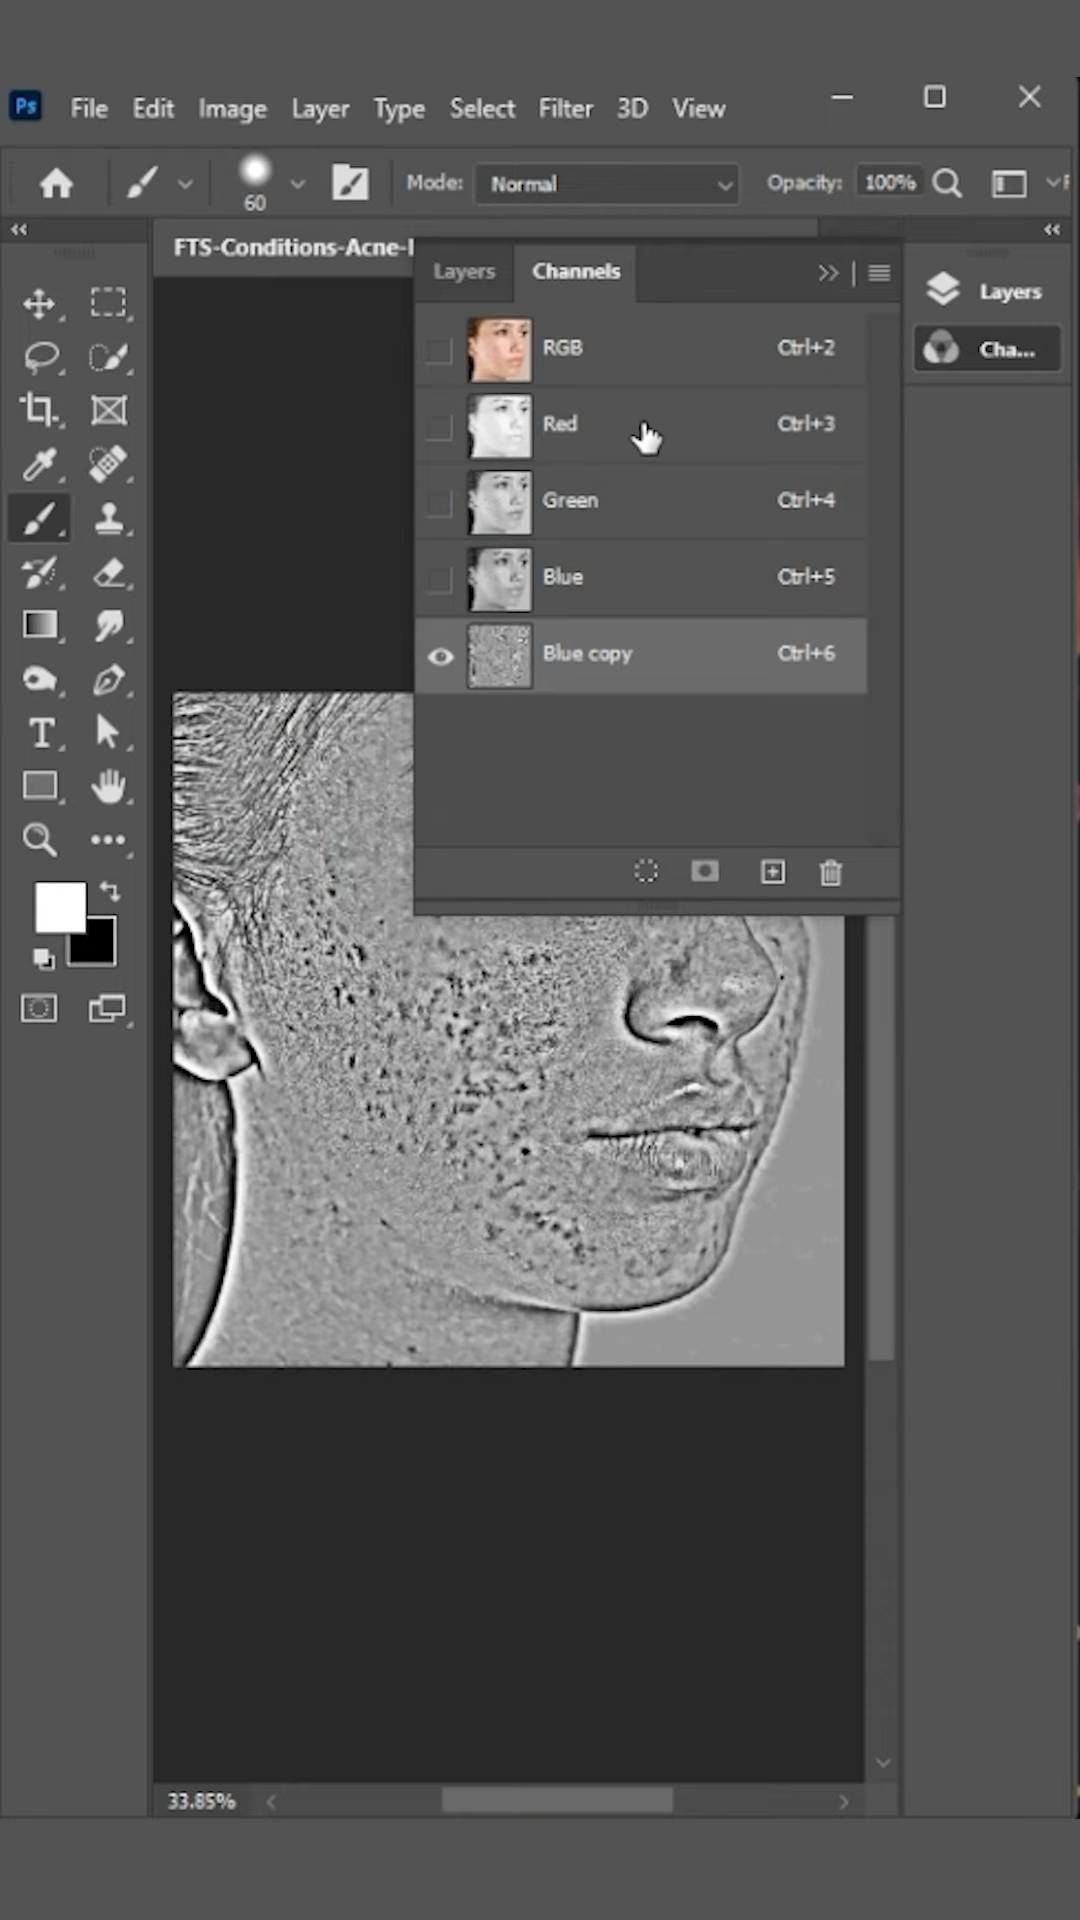 Ps File Edit Image Layer Type Select Filter 3D View
60 Mode: Normal Opacity: 100%
FTS-Conditions-Acne-
Layers Channels
RGB Ctrl+2
Red Ctrl+3
Green Ctrl+4
Blue Ctrl+5
Blue copy Ctrl+6
Layers
Cha...
33.85%